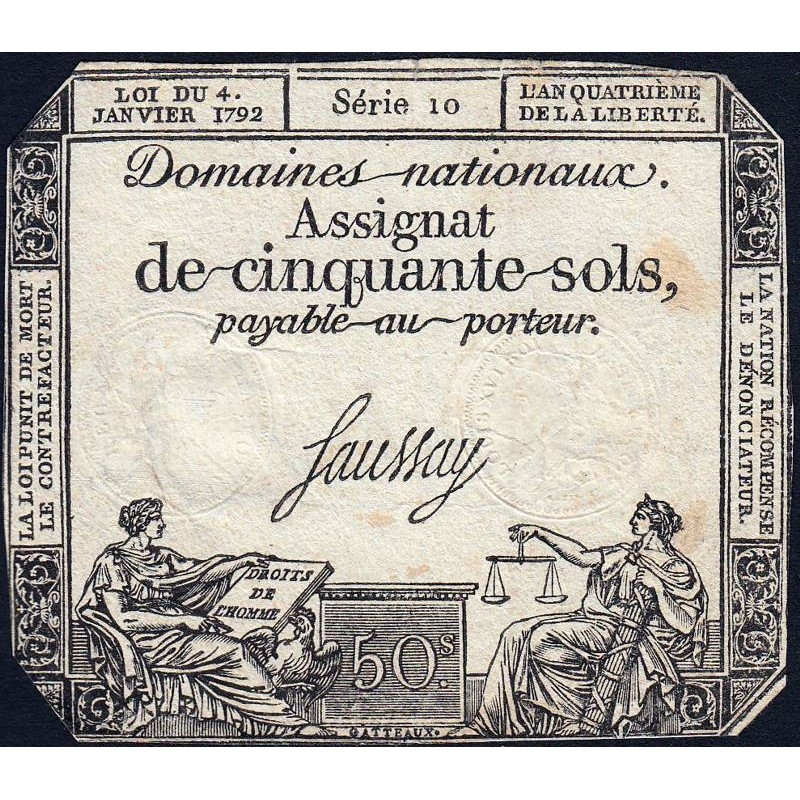 LOI DU 4.
JANVIER 1792
Série 10
L'AN QUATRIÈME
DE LA LIBERTÉ.
Domaines nationaux.
Assignat
de cinquante sols,
payable au porteur.
LA LOI PUNIT DE MORT
LE CONTREFACTEUR.
LA NATION RÉCOMPENSE
LE DÉNONCIATEUR.
Saussay
DROITS
DE
L'HOMME
50.s
GATTEAUX.